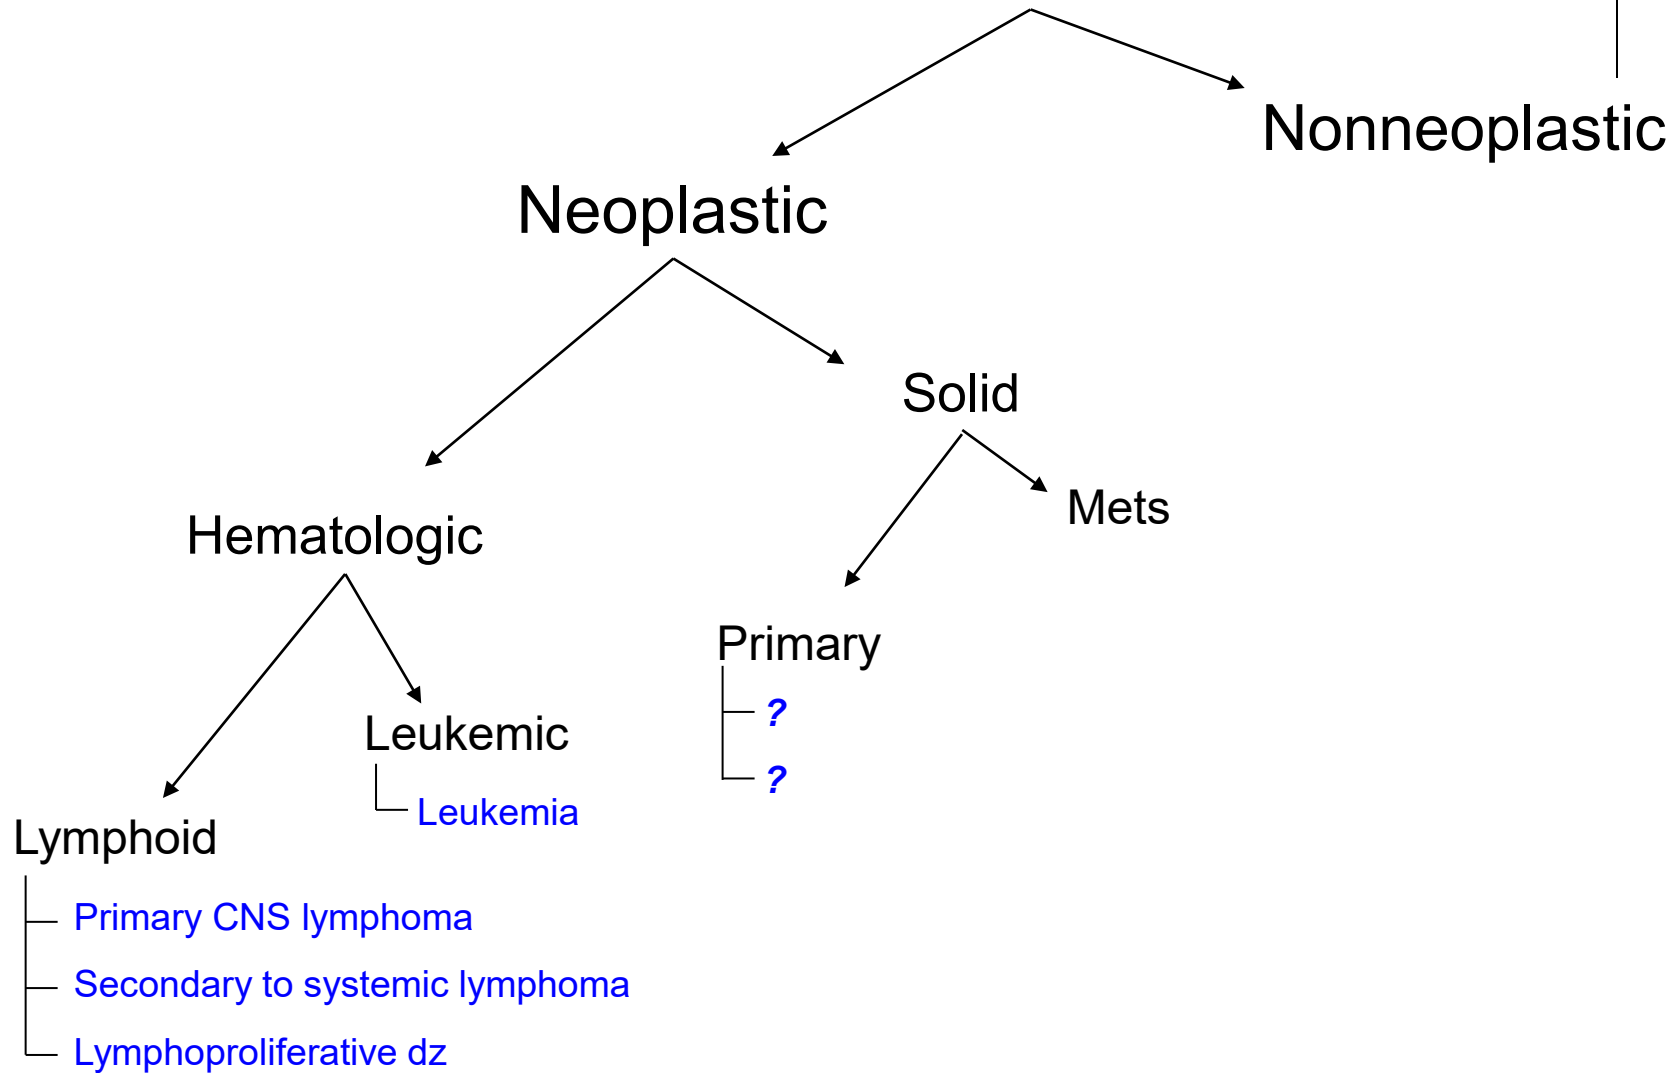 Nonneoplastic
Neoplastic
Solid
Mets
Hematologic
Primary
?
?
Leukemic
Leukemia
Lymphoid
Primary CNS lymphoma
Secondary to systemic lymphoma
Lymphoproliferative dz